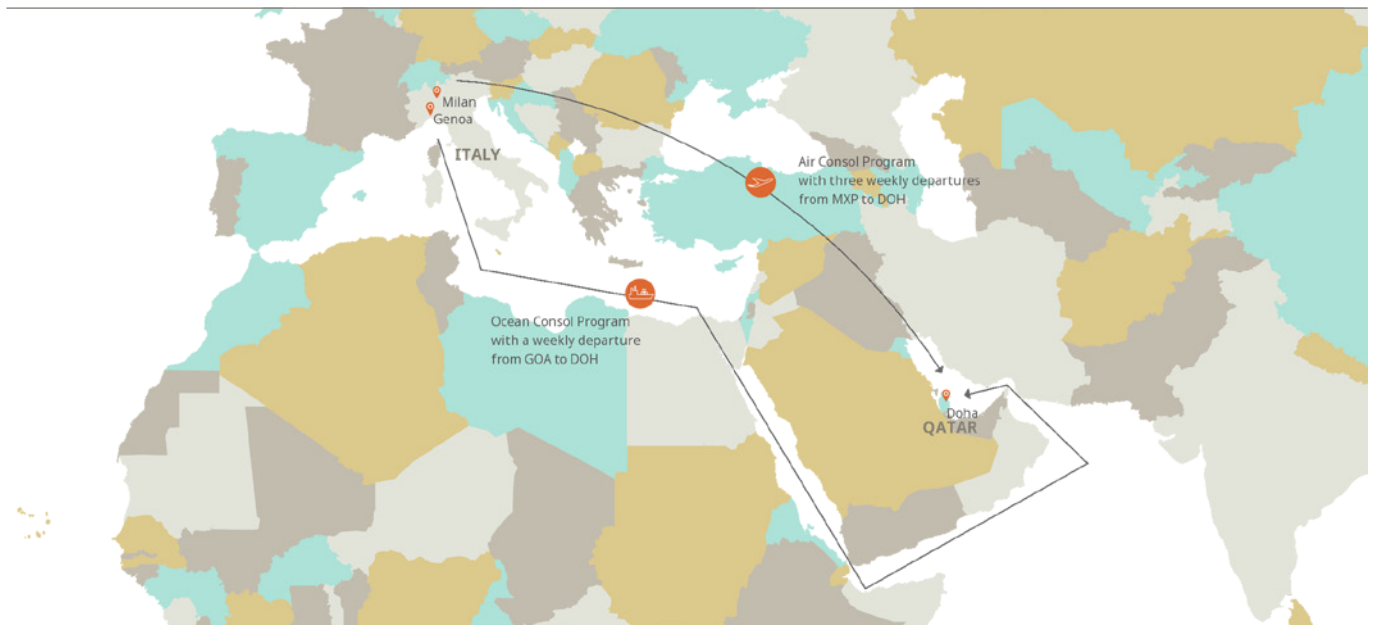 Milan
Genoa
ITALY
Air Consol Program
with three weekly departures
from MXP to DOH
Ocean Consol Program
with a weekly departure
from GOA to DOH
Doha
QATAR